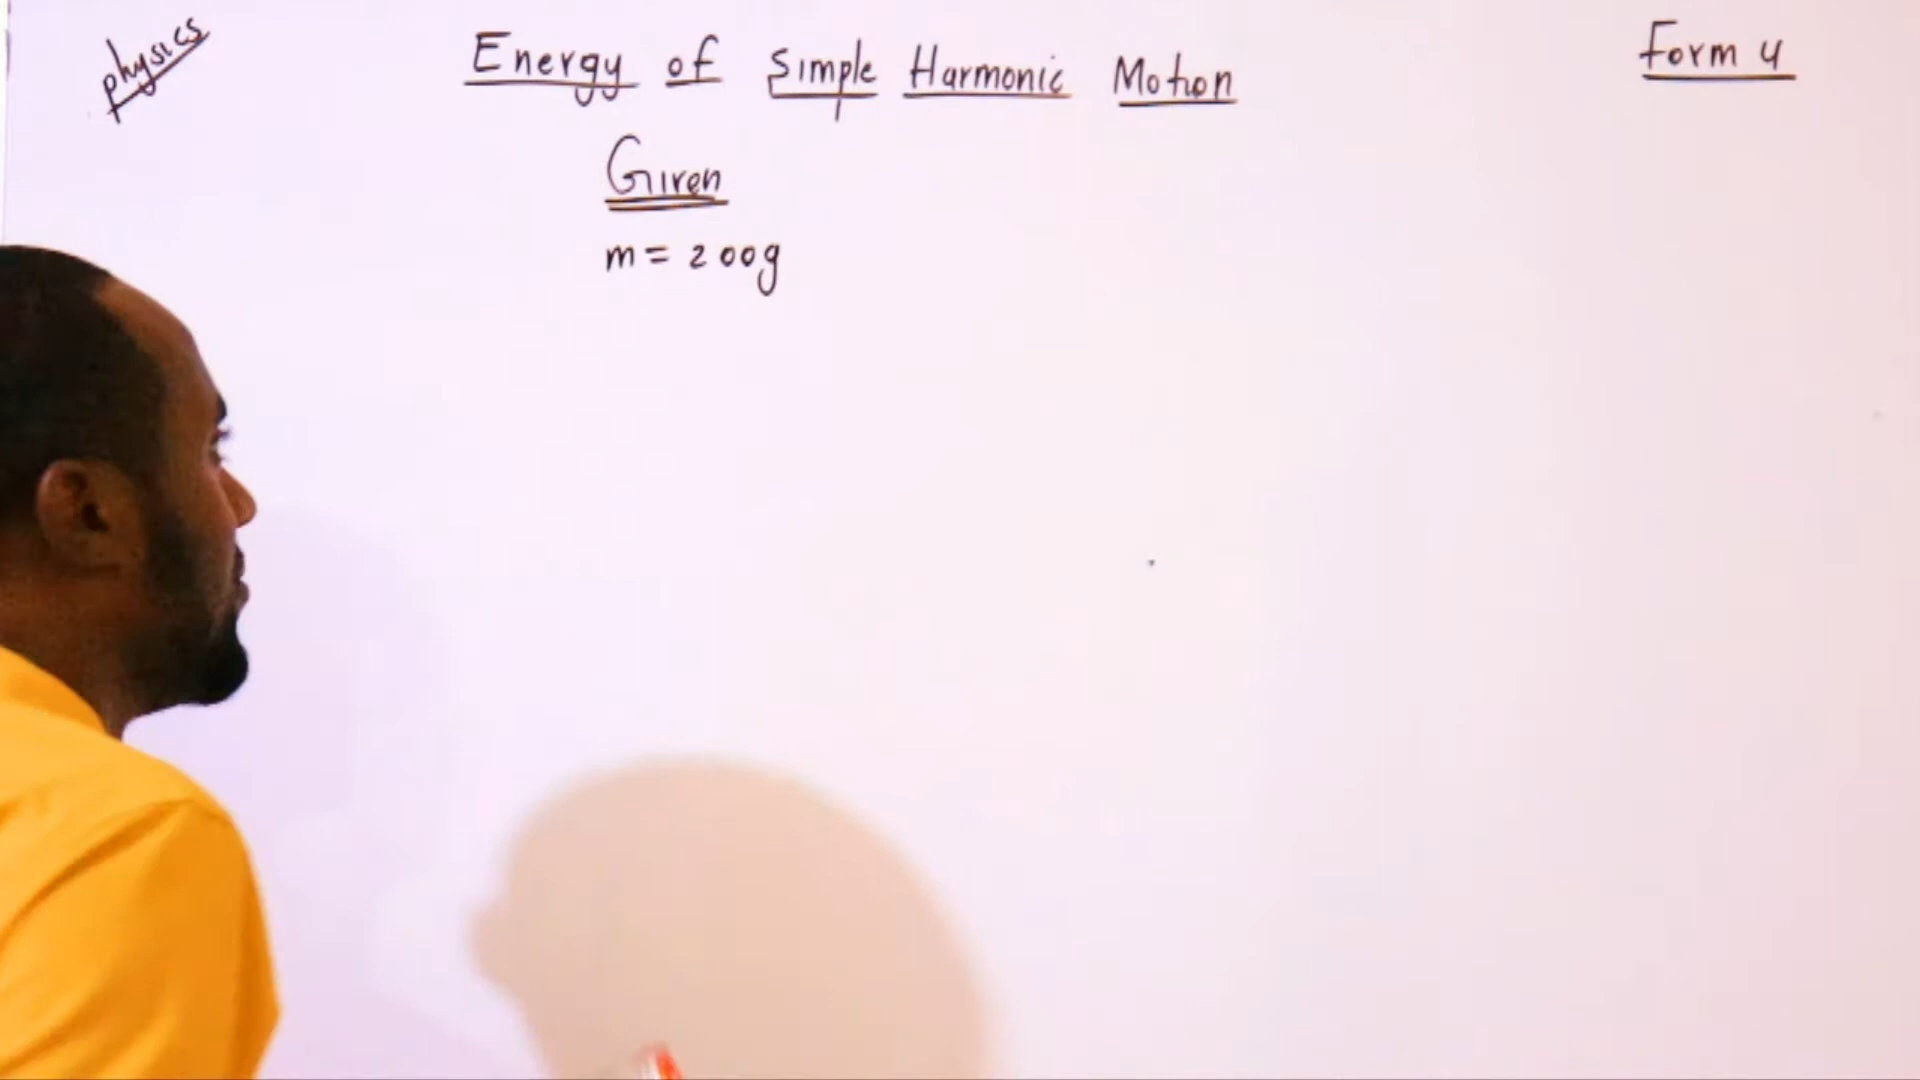 physics
Energy of Simple Harmonic Motion
Form 4
Given
m = 200g